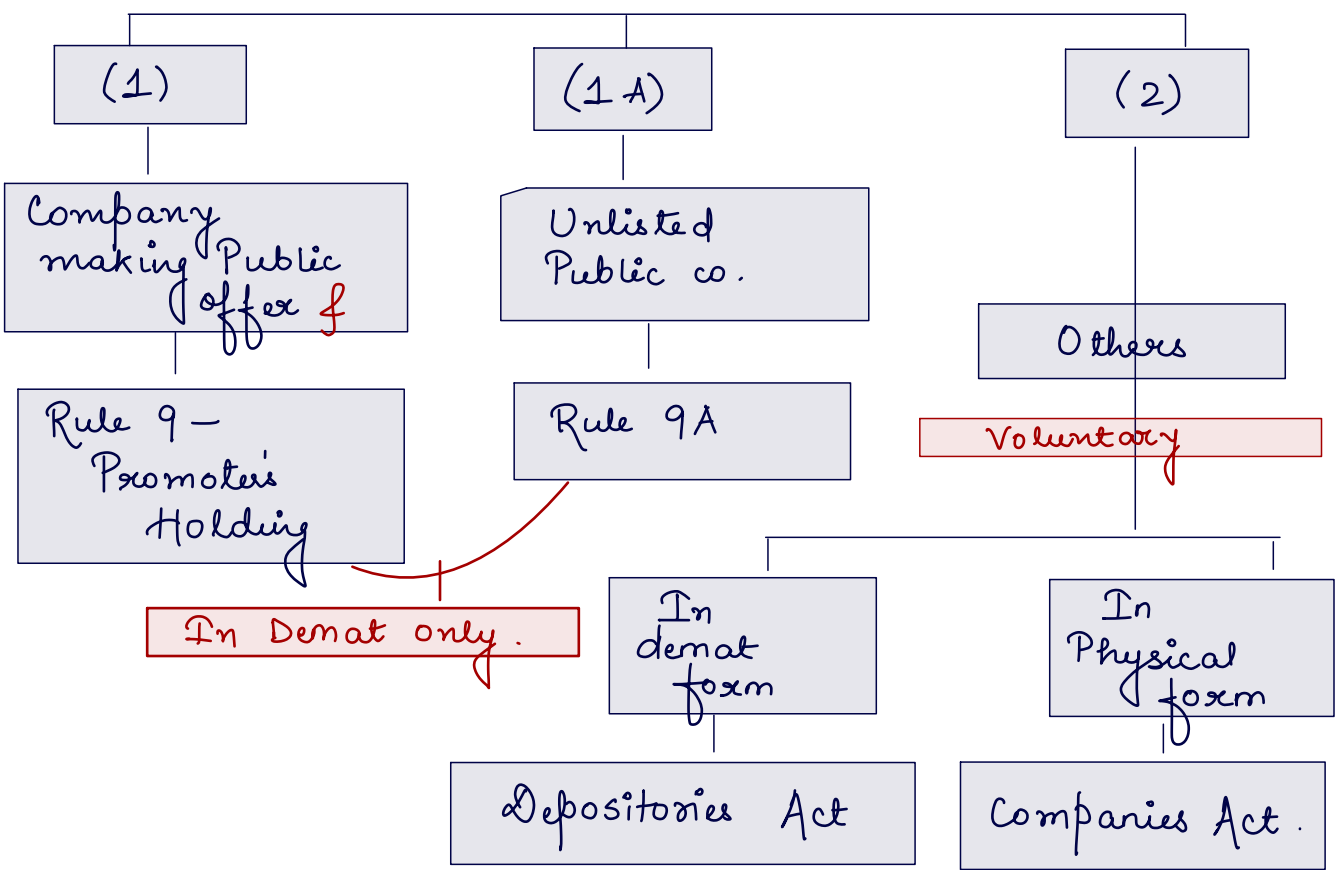 (1)
(1A)
(2)
Company
making Public
offer f
Unlisted
Public co.
Others
Rule 9 –
Promoter's
Holding
Rule 9A
Voluntary
In Demat only.
In
demat
form
In
Physical
form
Depositories Act
Companies Act.